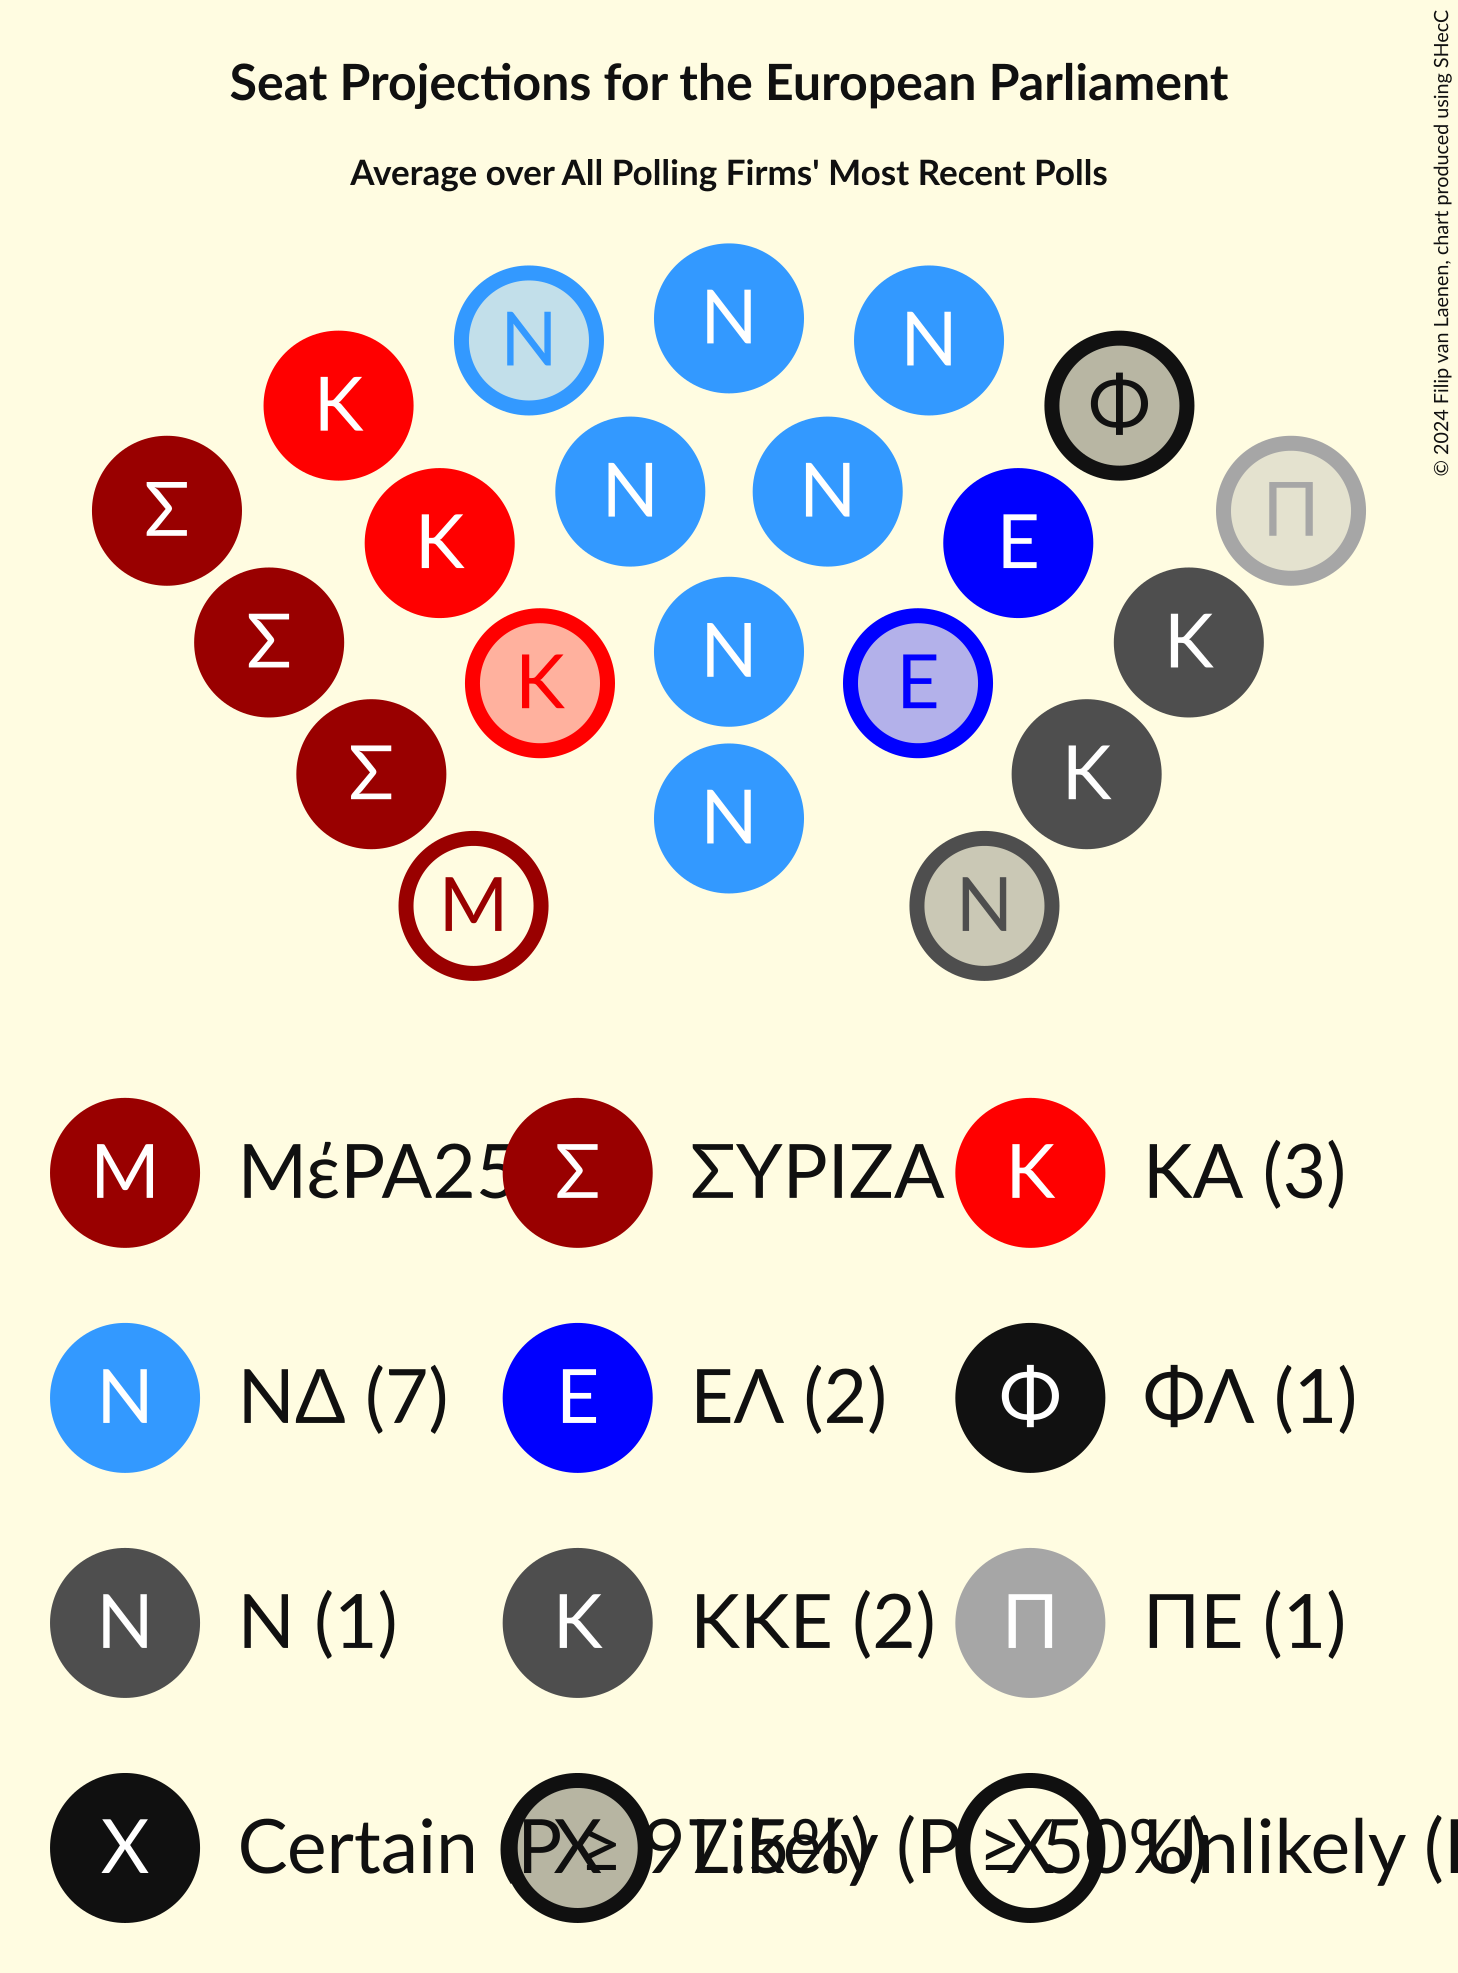 Seat Projections for the European Parliament
Average over All Polling Firms' Most Recent Polls
© 2024 Filip van Laenen, chart produced using SHecC
Ν Ν Ν
Κ Φ
Σ Ν Ν Π
Κ Ε
Σ Ν Κ
Κ Ε
Σ Ν Κ
Μ Ν
Μ ΜέΡΑ25 Σ ΣΥΡΙΖΑ Κ ΚΑ (3)
Ν ΝΔ (7) Ε ΕΛ (2) Φ ΦΛ (1)
Ν Ν (1) Κ ΚΚΕ (2) Π ΠΕ (1)
X Certain (P ≥ 97.5%) X Likely (P ≥ 50%) X Unlikely (